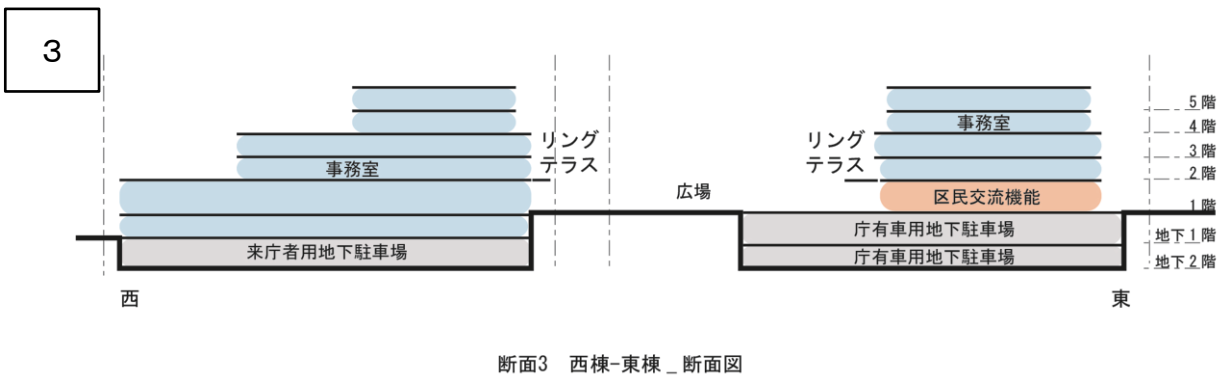 3
5階
4階
3階
2階
1階
地下1階
地下2階
リング
テラス
事務室
来庁者用地下駐車場
広場
リング
テラス
事務室
区民交流機能
庁有車用地下駐車場
庁有車用地下駐車場
西
東
断面3 西棟-東棟_断面図